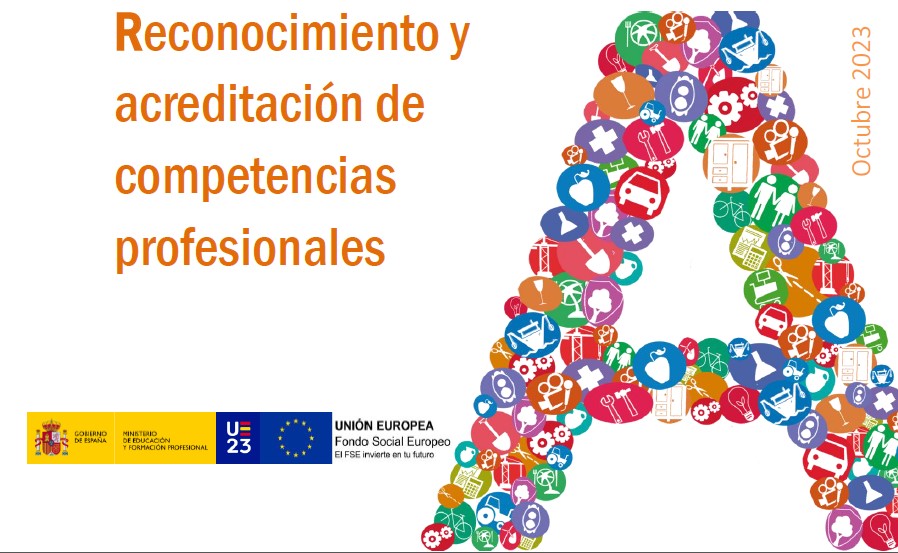 Reconocimiento y
acreditación de
competencias
profesionales
Octubre 2023
GOBIERNO
DE ESPAÑA
MINISTERIO
DE EDUCACIÓN
Y FORMACIÓN PROFESIONAL
UE
23
UNIÓN EUROPEA
Fondo Social Europeo
El FSE invierte en tu futuro